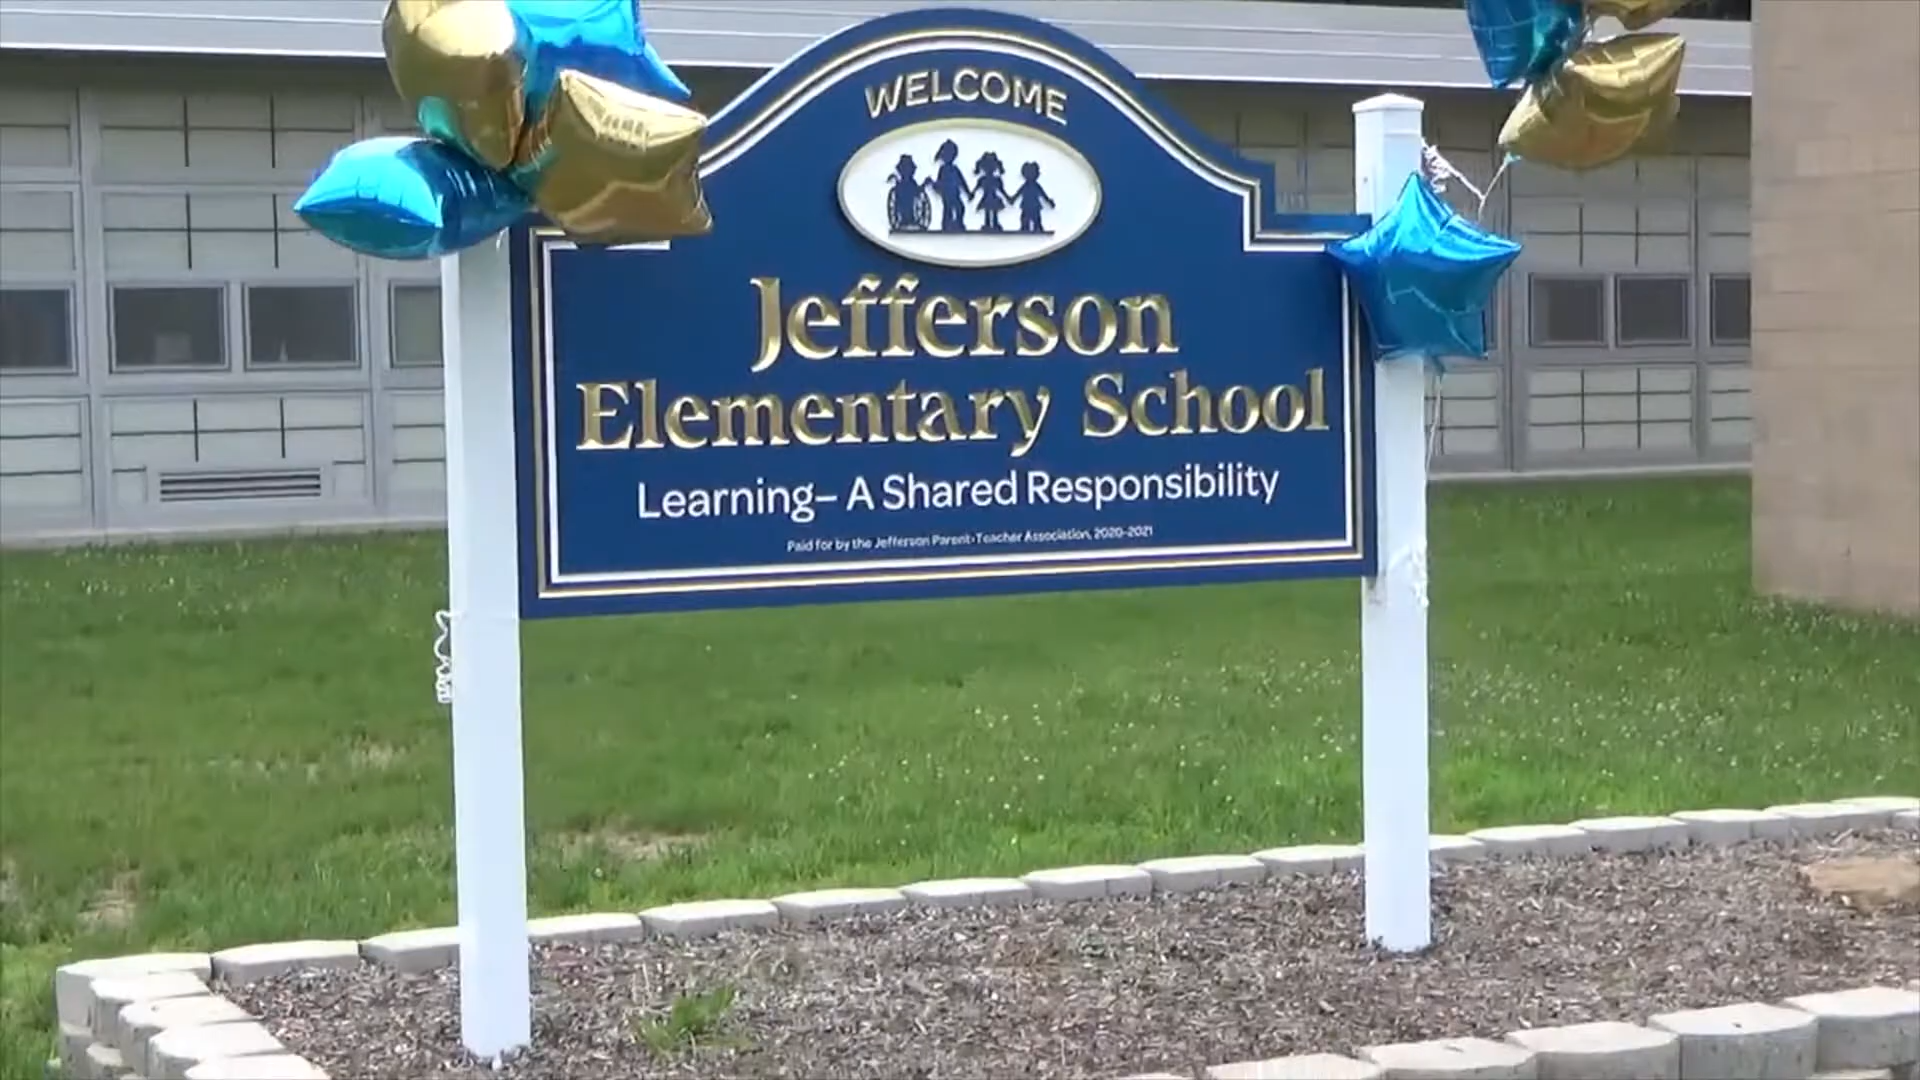 WELCOME
Jefferson
Elementary School
Learning– A Shared Responsibility
Paid for by the Jefferson Parent-Teacher Association, 2020-2021